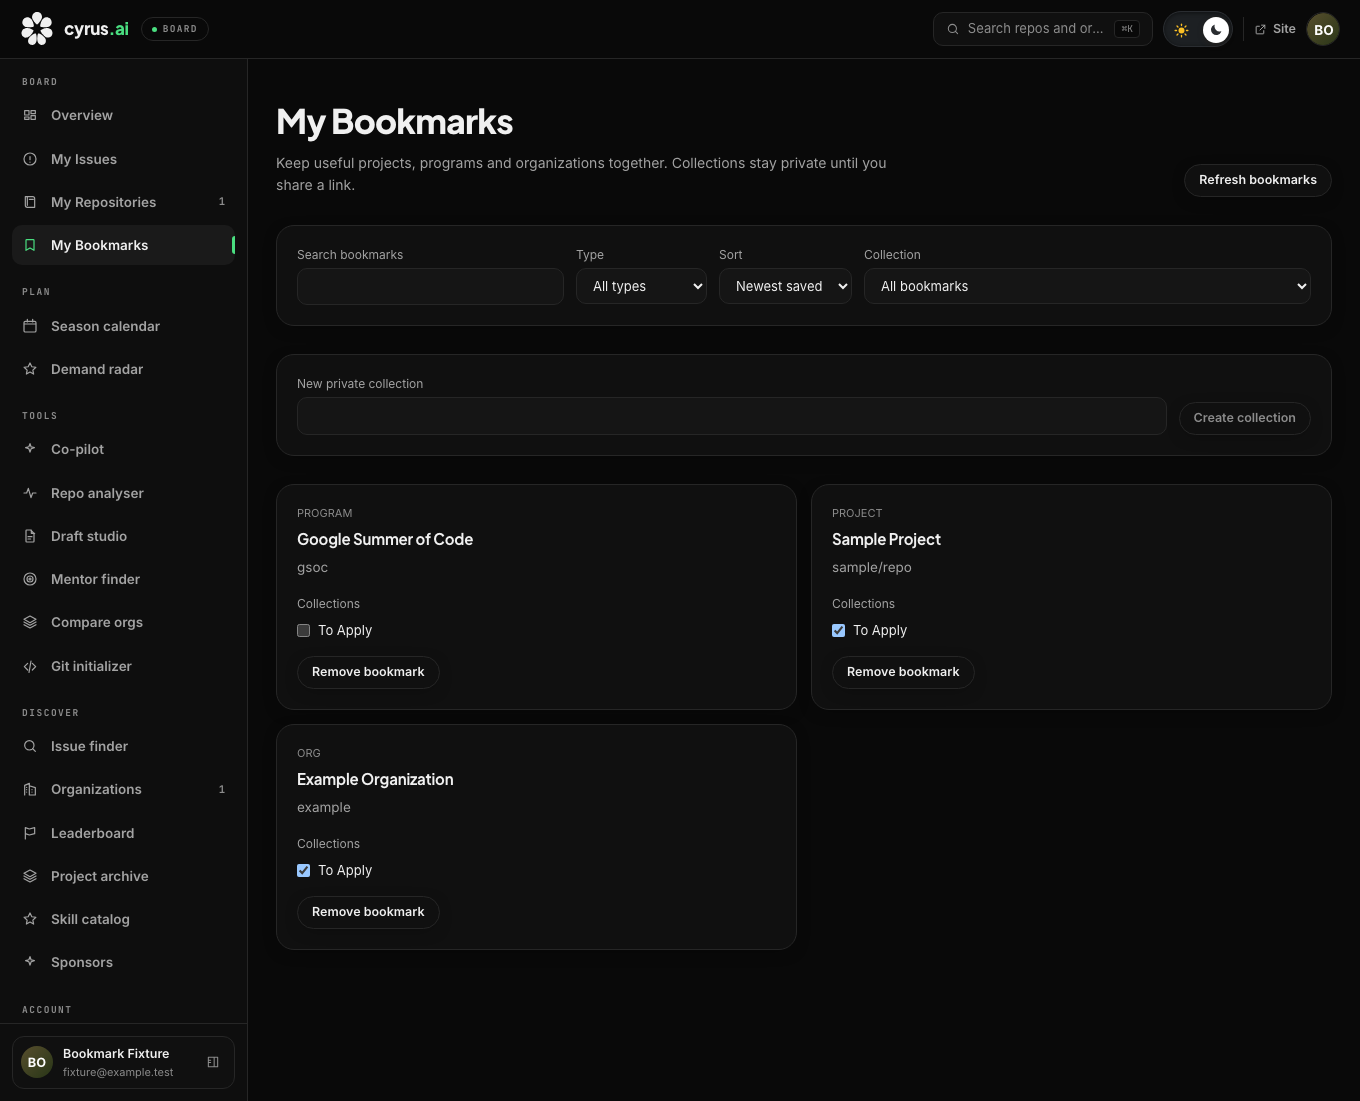 cyrus.ai
BOARD
Search repos and or...
⌘K
Site
BO
BOARD
Overview
My Issues
My Repositories 1
My Bookmarks
PLAN
Season calendar
Demand radar
TOOLS
Co-pilot
Repo analyser
Draft studio
Mentor finder
Compare orgs
Git initializer
DISCOVER
Issue finder
Organizations 1
Leaderboard
Project archive
Skill catalog
Sponsors
ACCOUNT
BO
Bookmark Fixture
fixture@example.test
My Bookmarks
Keep useful projects, programs and organizations together. Collections stay private until you
share a link.
Refresh bookmarks
Search bookmarks
Type
Sort
Collection
All types
Newest saved
All bookmarks
New private collection
Create collection
PROGRAM
Google Summer of Code
gsoc
Collections
To Apply
Remove bookmark
PROJECT
Sample Project
sample/repo
Collections
To Apply
Remove bookmark
ORG
Example Organization
example
Collections
To Apply
Remove bookmark